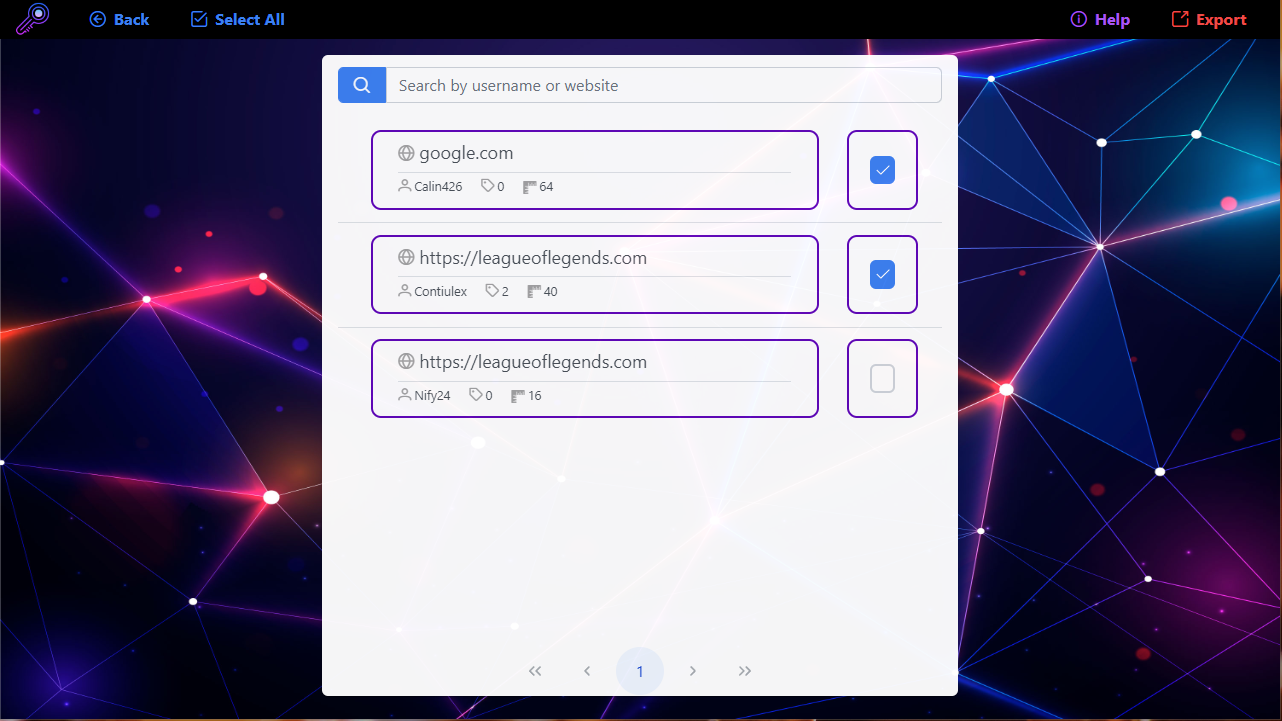 Back Select All Help Export
Search by username or website
google.com
Calin426 0 64
https://leagueoflegends.com
Contiulex 2 40
https://leagueoflegends.com
Nify24 0 16
1